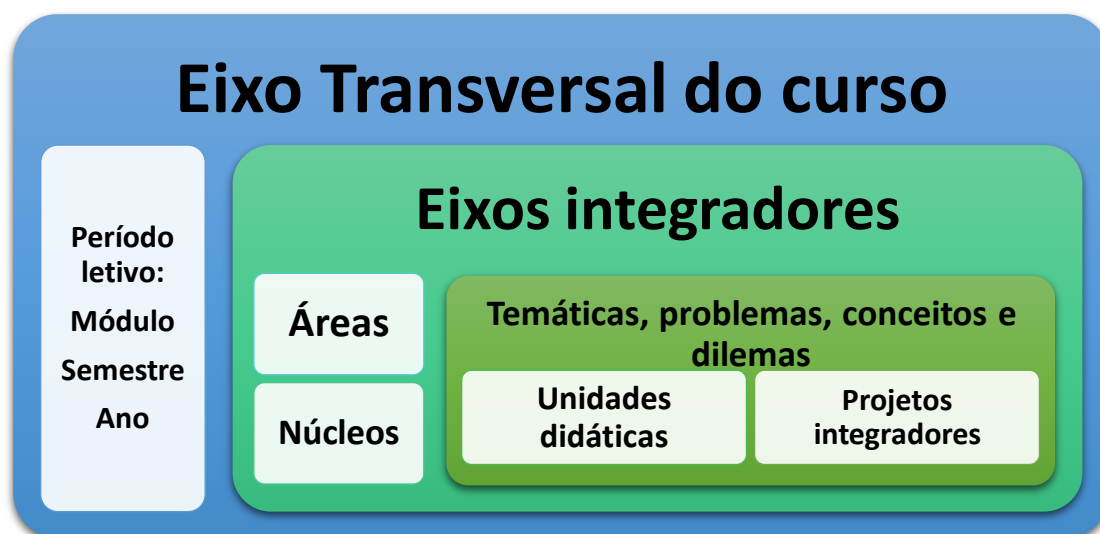 Eixo Transversal do curso
Período
letivo:
Módulo
Semestre
Ano
Eixos integradores
Áreas
Núcleos
Temáticas, problemas, conceitos e
dilemas
Unidades
didáticas
Projetos
integradores